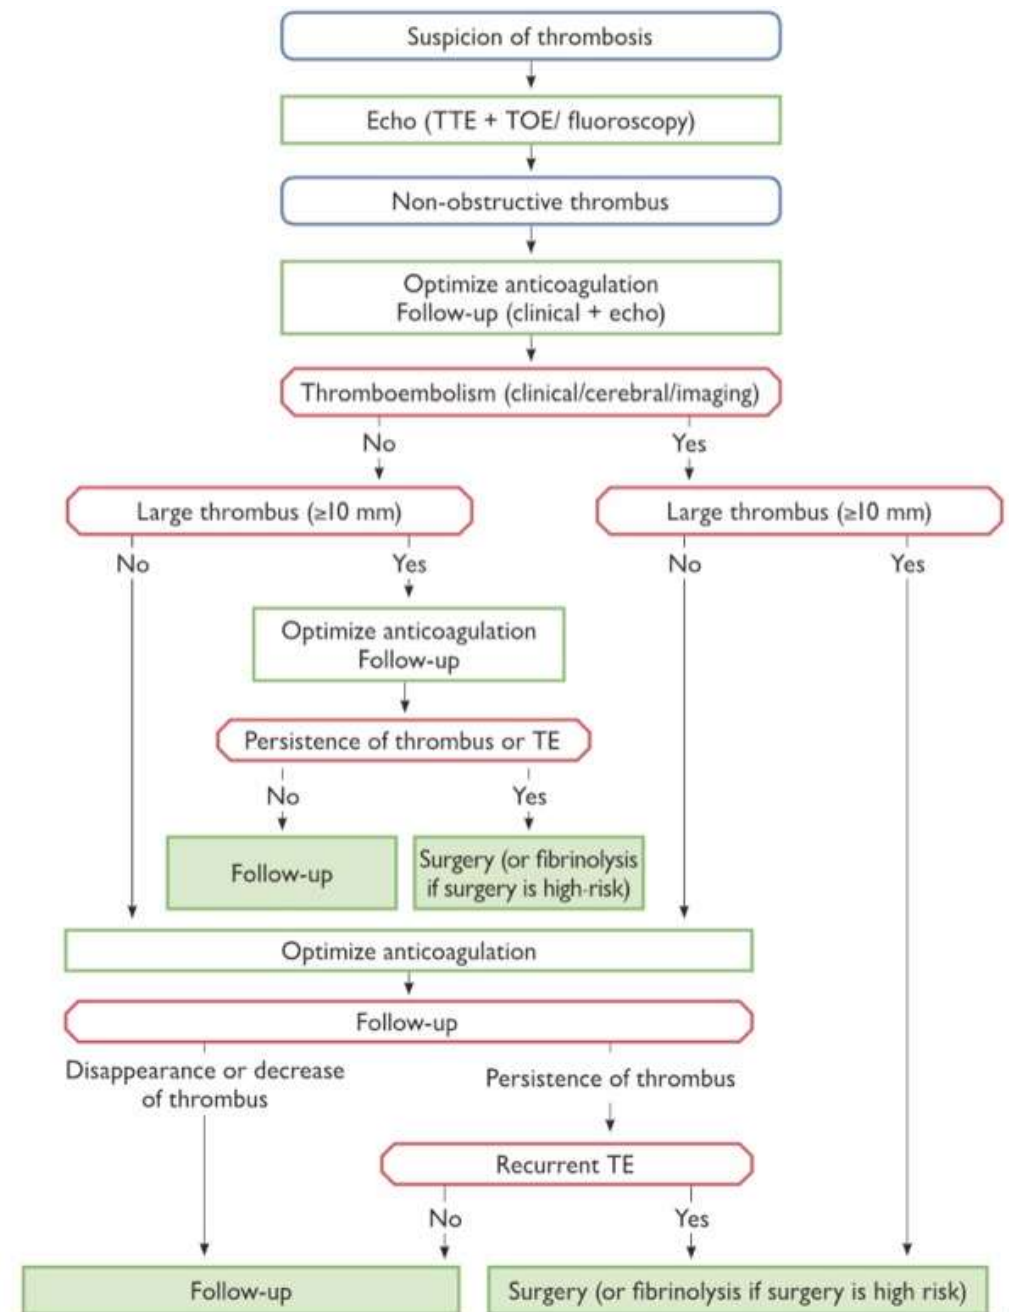 Suspicion of thrombosis
Echo (TTE + TOE/ fluoroscopy)
Non-obstructive thrombus
Optimize anticoagulation
Follow-up (clinical + echo)
Thromboembolism (clinical/cerebral/imaging)
No
Yes
Large thrombus (≥10 mm)
Large thrombus (≥10 mm)
No
Yes
No
Yes
Optimize anticoagulation
Follow-up
Persistence of thrombus or TE
No
Yes
Follow-up
Surgery (or fibrinolysis
if surgery is high-risk)
Optimize anticoagulation
Follow-up
Disappearance or decrease
of thrombus
Persistence of thrombus
Recurrent TE
No
Yes
Follow-up
Surgery (or fibrinolysis if surgery is high risk)